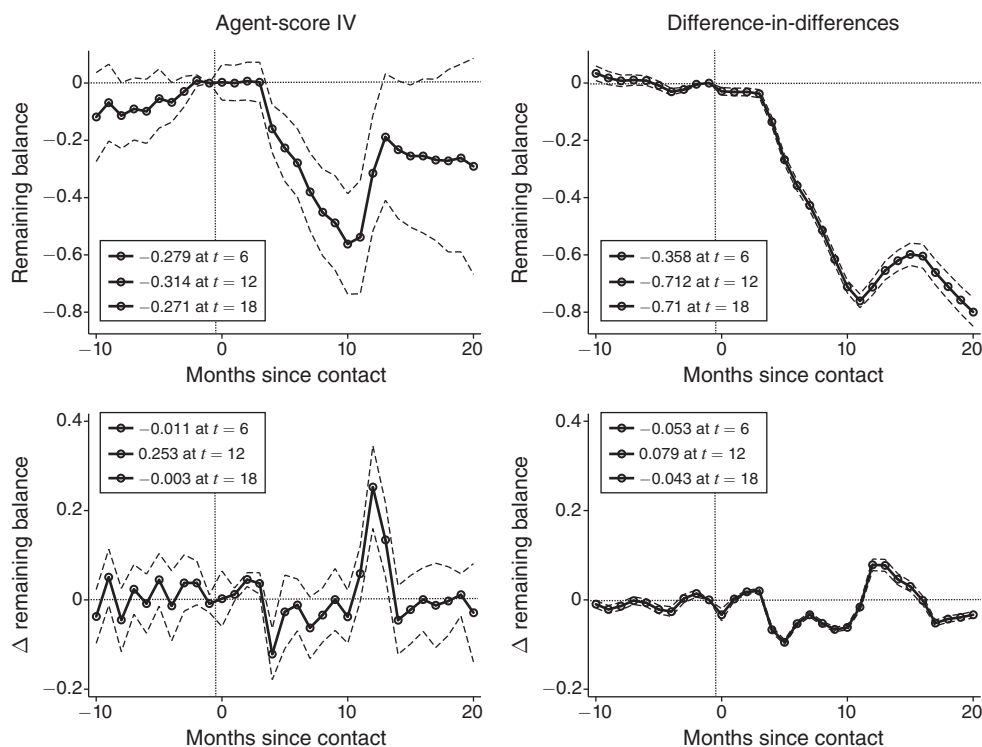 Agent-score IV
Remaining balance
0
−0.2
−0.4
−0.6
−0.8
−0.279 at t = 6
−0.314 at t = 12
−0.271 at t = 18
−10
0
10
20
Months since contact
Difference-in-differences
Remaining balance
0
−0.2
−0.4
−0.6
−0.8
−0.358 at t = 6
−0.712 at t = 12
−0.71 at t = 18
−10
0
10
20
Months since contact
Δ remaining balance
0.4
0.2
0
−0.2
−0.011 at t = 6
0.253 at t = 12
−0.003 at t = 18
−10
0
10
20
Months since contact
Δ remaining balance
0.4
0.2
0
−0.2
−0.053 at t = 6
0.079 at t = 12
−0.043 at t = 18
−10
0
10
20
Months since contact